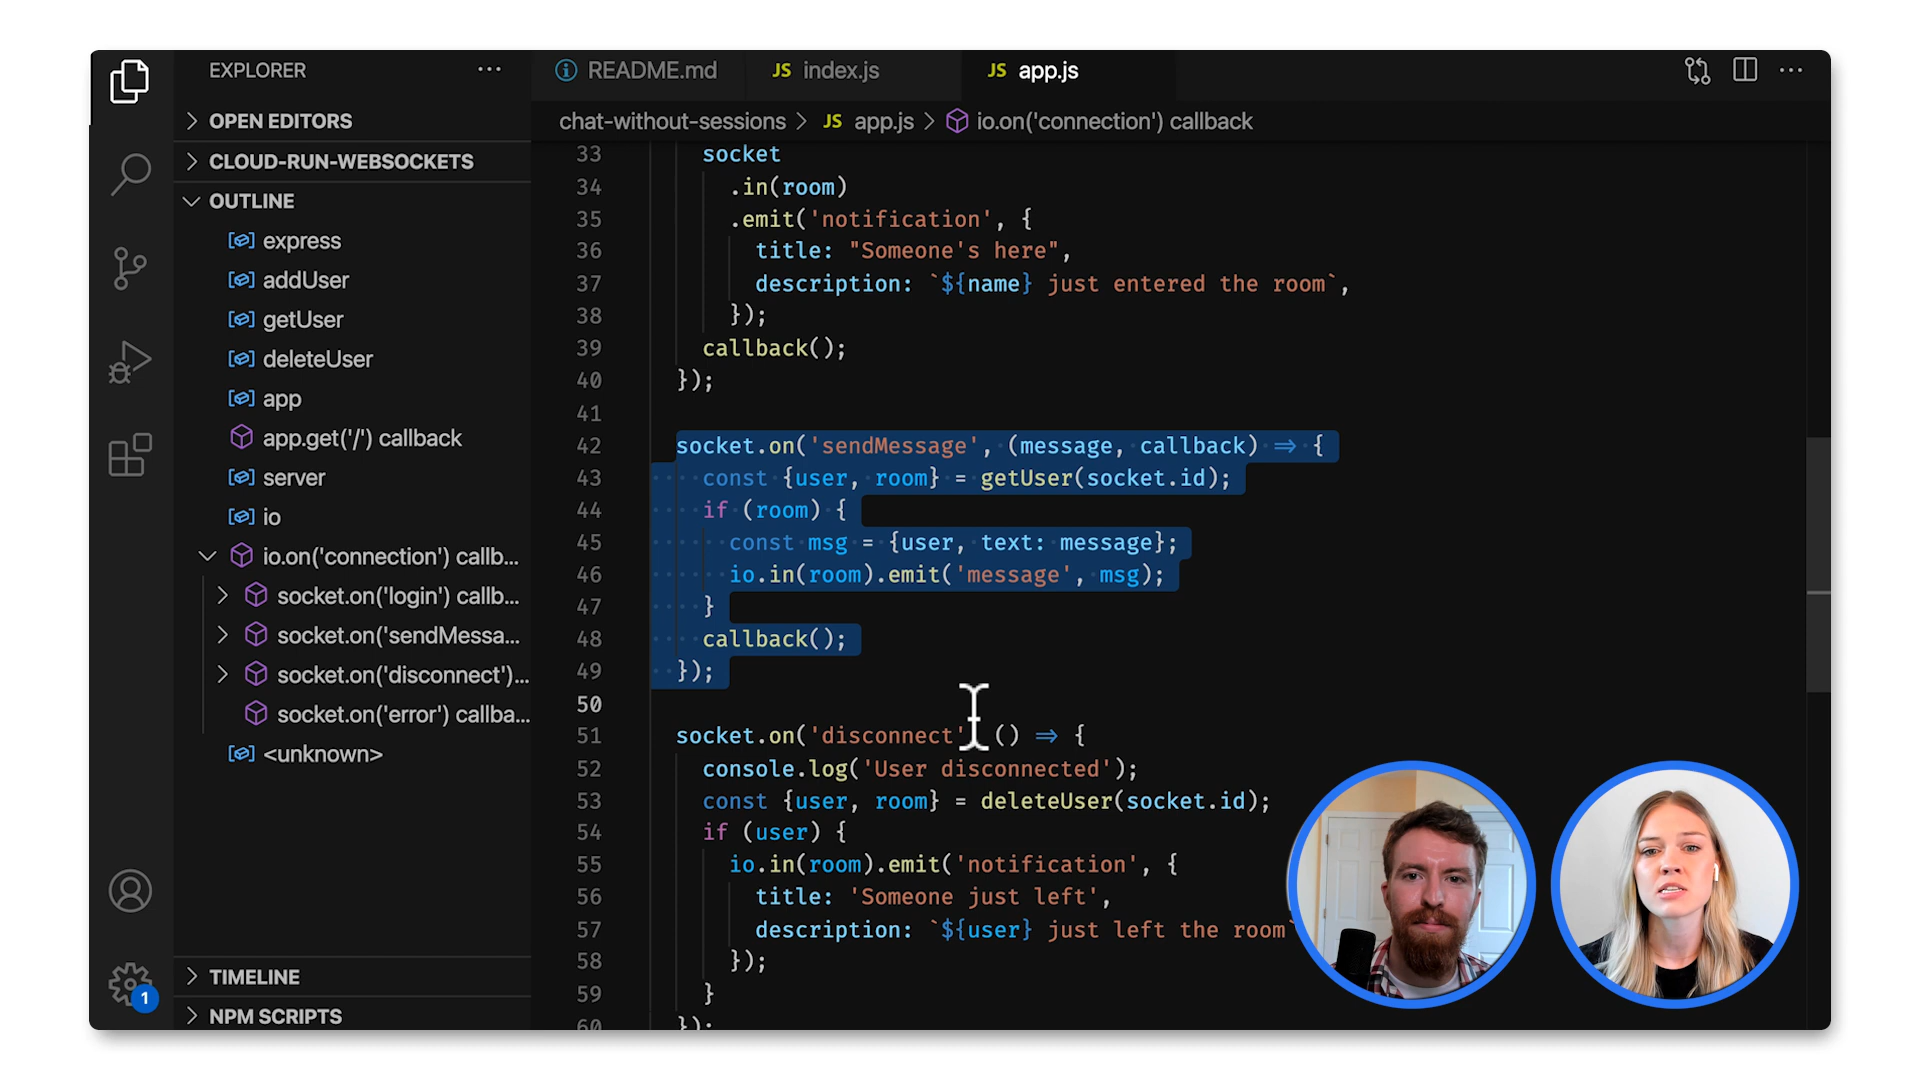 EXPLORER
OPEN EDITORS
CLOUD-RUN-WEBSOCKETS
OUTLINE
express
addUser
getUser
deleteUser
app
app.get('/') callback
server
io
io.on('connection') callb...
socket.on('login') callb...
socket.on('sendMessa...
socket.on('disconnect')...
socket.on('error') callba...
<unknown>
TIMELINE
NPM SCRIPTS
1
README.md
JS index.js
JS app.js
chat-without-sessions > JS app.js > io.on('connection') callback
33 socket
34 .in(room)
35 .emit('notification', {
36 title: "Someone's here",
37 description: `${name} just entered the room`,
38 });
39 callback();
40 });
41
42 socket.on('sendMessage', (message, callback) => {
43 const {user, room} = getUser(socket.id);
44 if (room) {
45 const msg = {user, text: message};
46 io.in(room).emit('message', msg);
47 }
48 callback();
49 });
50
51 socket.on('disconnect' () => {
52 console.log('User disconnected');
53 const {user, room} = deleteUser(socket.id);
54 if (user) {
55 io.in(room).emit('notification', {
56 title: 'Someone just left',
57 description: `${user} just left the room`
58 });
59 }
60 });